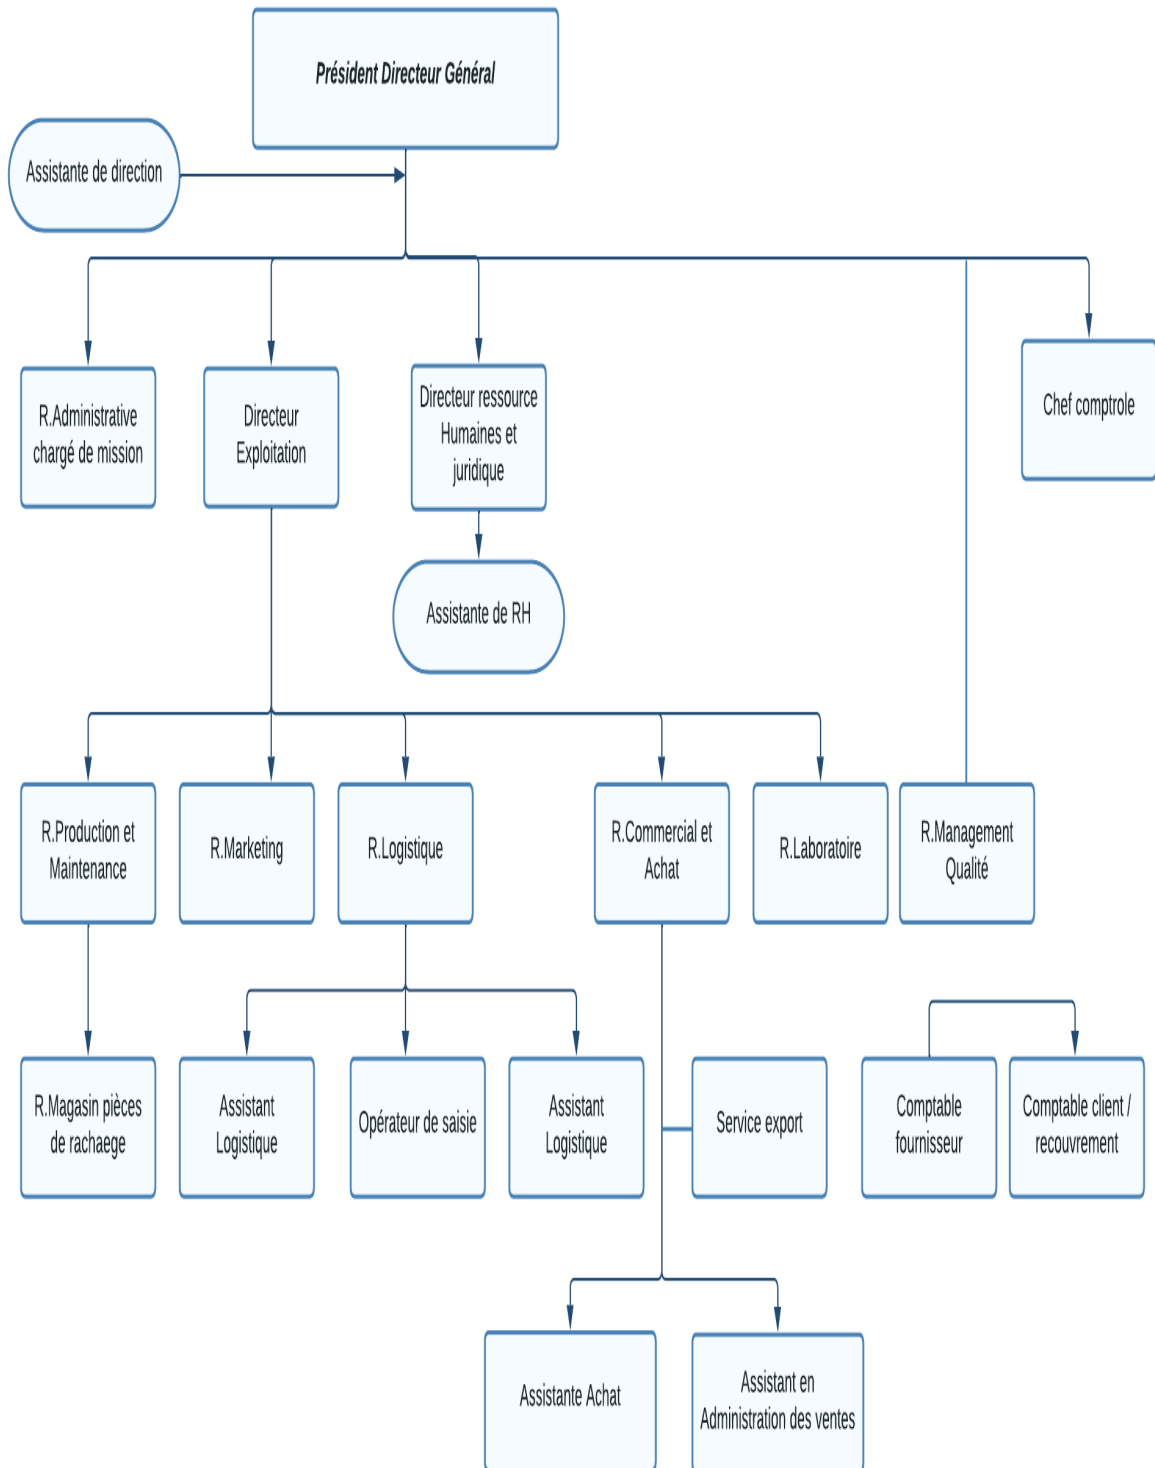 Président Directeur Général
Assistante de direction
R.Administrative
chargé de mission
Directeur
Exploitation
Directeur ressource
Humaines et
juridique
Chef comptrole
Assistante de RH
R.Production et
Maintenance
R.Marketing
R.Logistique
R.Commercial et
Achat
R.Laboratoire
R.Management
Qualité
R.Magasin pièces
de rachaege
Assistant
Logistique
Opérateur de saisie
Assistant
Logistique
Service export
Comptable
fournisseur
Comptable client /
recouvrement
Assistante Achat
Assistant en
Administration des ventes